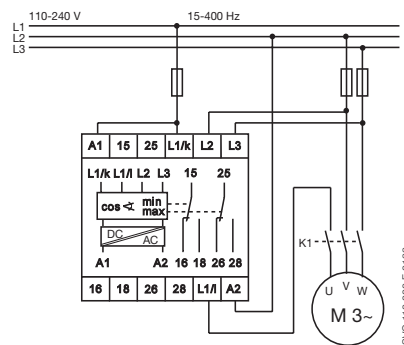 110-240 V 15-400 Hz
L1
L2
L3
A1 15 25 L1/k L2 L3
L1/k L1/l L2 L3 15 25
cos ∢ min
max
DC
AC
A1 A2 16 18 26 28
16 18 26 28 L1/l A2
K1
U V W
M 3~